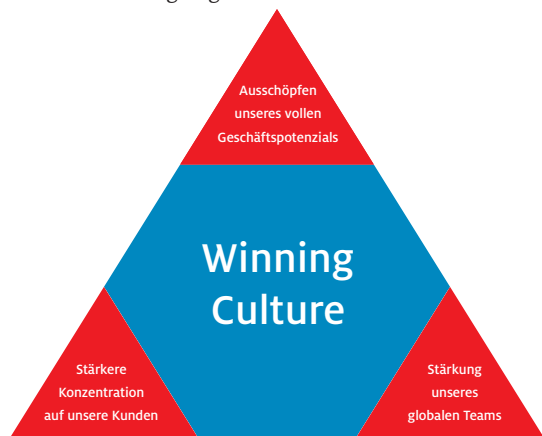 Ausschöpfen
unseres vollen
Geschäftspotenzials
Winning
Culture
Stärkere
Konzentration
auf unsere Kunden
Stärkung
unseres
globalen Teams